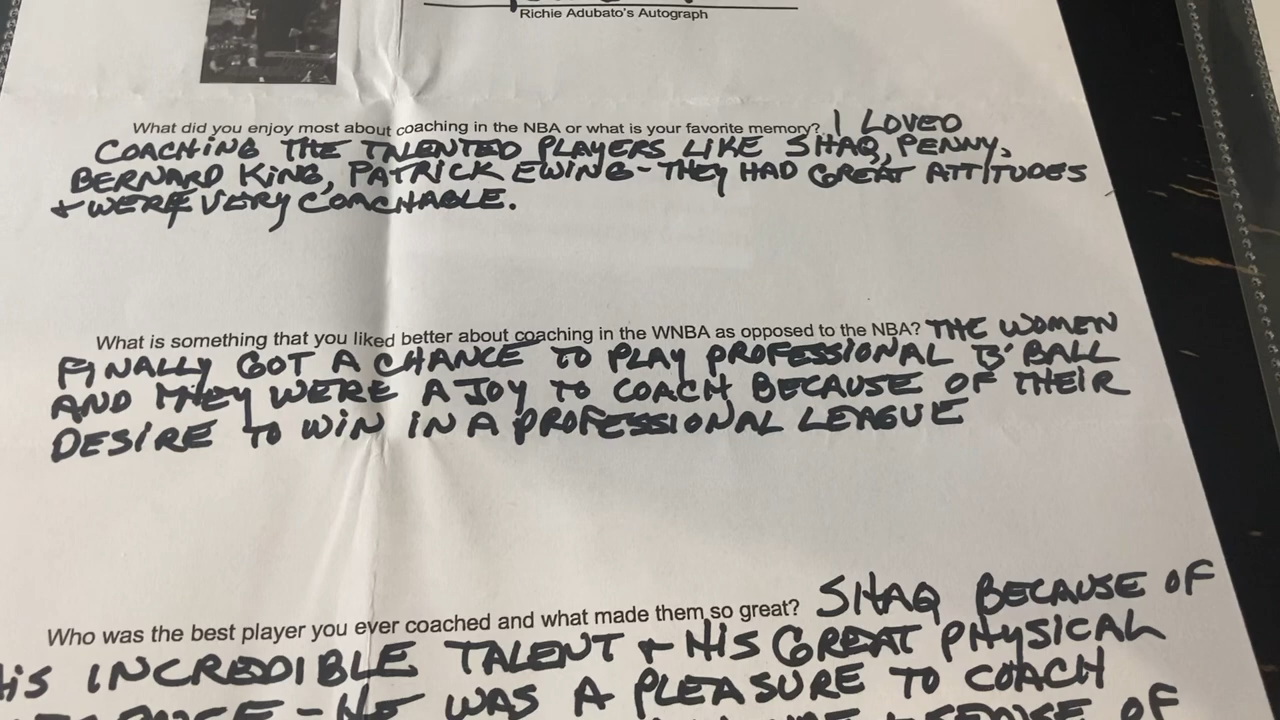 Richie Adubato's Autograph
What did you enjoy most about coaching in the NBA or what is your favorite memory? I LOVED
COACHING THE TALENTED PLAYERS LIKE SHAQ, PENNY,
BERNARD KING, PATRICK EWING - THEY HAD GREAT ATTITUDES
+ WERE VERY COACHABLE.
What is something that you liked better about coaching in the WNBA as opposed to the NBA? THE WOMEN
FINALLY GOT A CHANCE TO PLAY PROFESSIONAL B'BALL
AND THEY WERE A JOY TO COACH BECAUSE OF THEIR
DESIRE TO WIN IN A PROFESSIONAL LEAGUE
Who was the best player you ever coached and what made them so great? SHAQ BECAUSE OF
HIS INCREDIBLE TALENT + HIS GREAT PHYSICAL
- HE WAS A PLEASURE TO COACH
SENSE OF